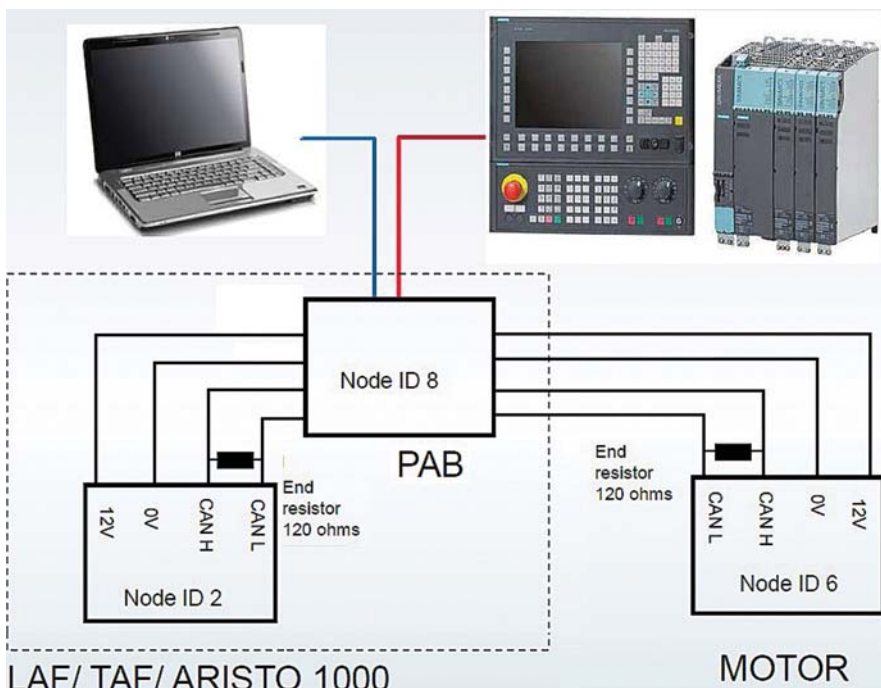 Node ID 8
PAB
End
resistor
120 ohms
End
resistor
120 ohms
12V
0V
CAN H
CAN L
CAN L
CAN H
0V
12V
Node ID 2
Node ID 6
LAF/ TAF/ ARISTO 1000
MOTOR